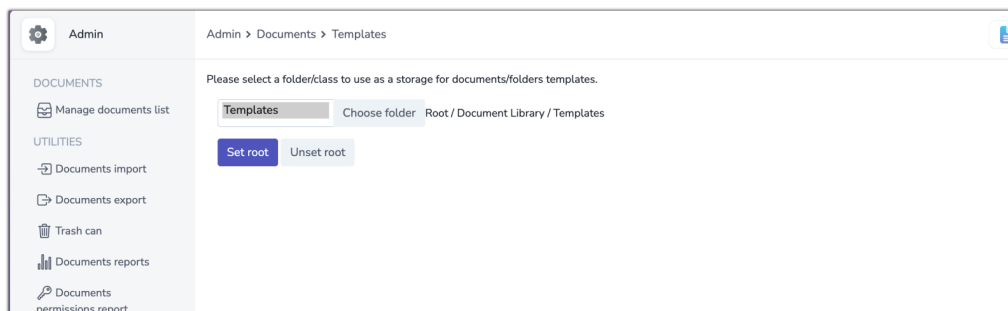 Admin
Admin > Documents > Templates
DOCUMENTS
Manage documents list
UTILITIES
Documents import
Documents export
Trash can
Documents reports
Documents
permissions report
Please select a folder/class to use as a storage for documents/folders templates.
Templates
Choose folder
Root / Document Library / Templates
Set root
Unset root